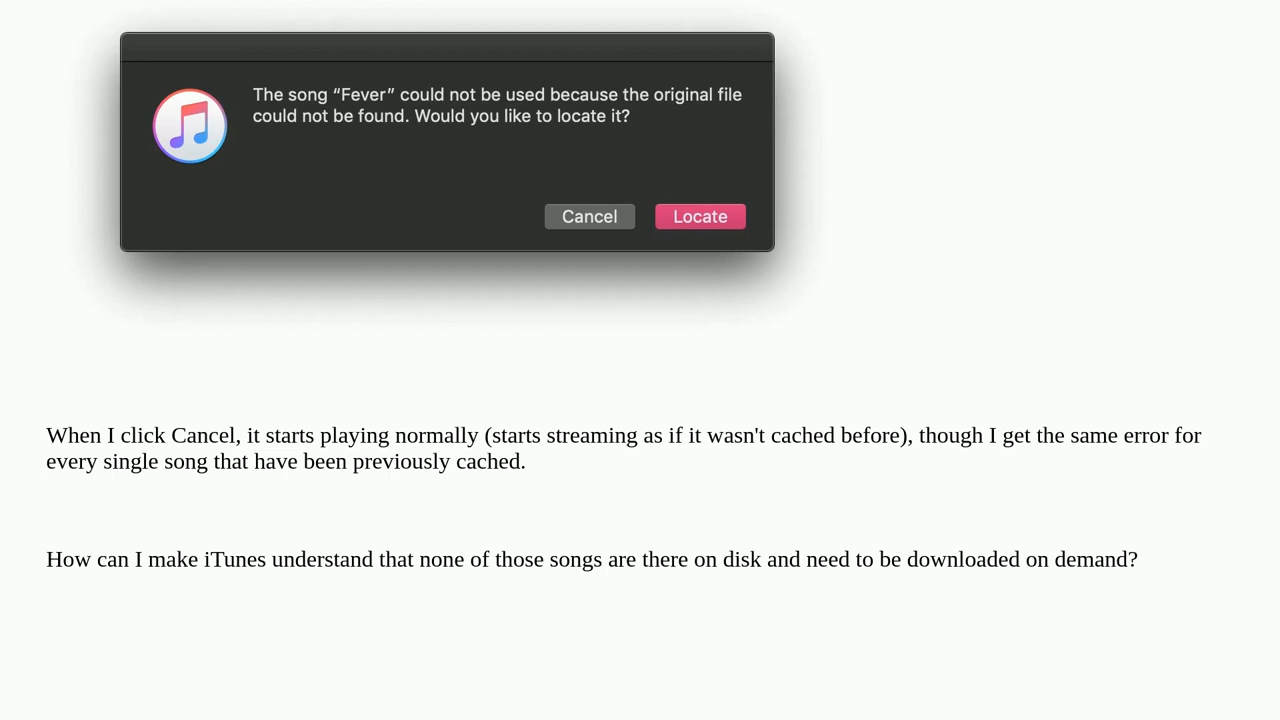 The song “Fever” could not be used because the original file
could not be found. Would you like to locate it?
Cancel Locate
When I click Cancel, it starts playing normally (starts streaming as if it wasn't cached before), though I get the same error for
every single song that have been previously cached.
How can I make iTunes understand that none of those songs are there on disk and need to be downloaded on demand?